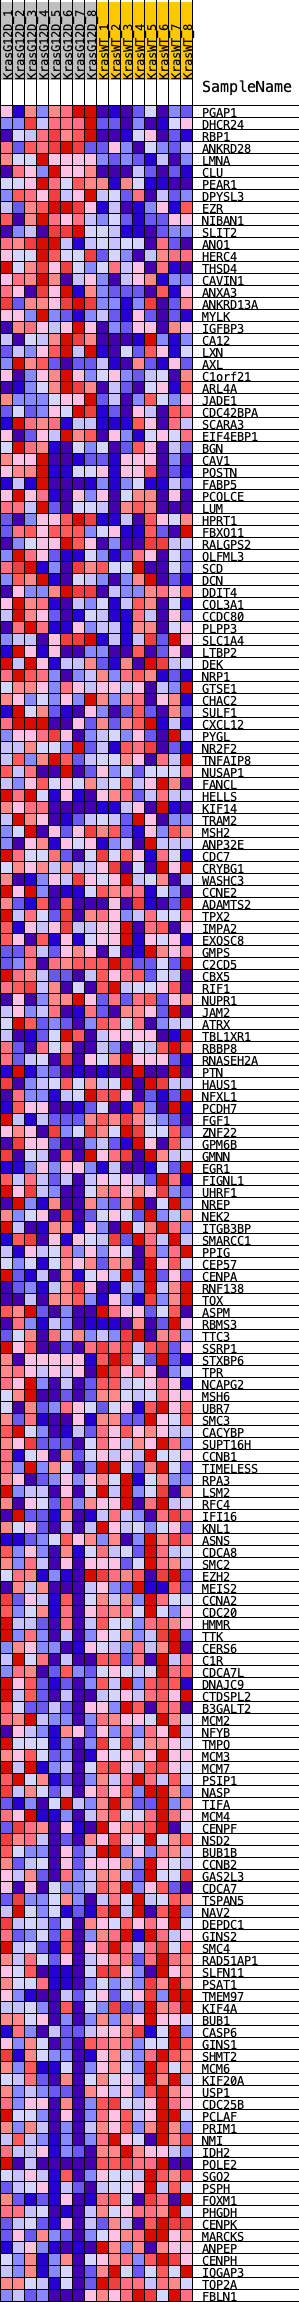 KrasG12D_1
KrasG12D_2
KrasG12D_3
KrasG12D_4
KrasG12D_5
KrasG12D_6
KrasG12D_7
KrasG12D_8
KrasWT_1
KrasWT_2
KrasWT_3
KrasWT_4
KrasWT_5
KrasWT_6
KrasWT_7
KrasWT_8
SampleName
PGAP1
DHCR24
RBP1
ANKRD28
LMNA
CLU
PEAR1
DPYSL3
EZR
NIBAN1
SLIT2
ANO1
HERC4
THSD4
CAVIN1
ANXA3
ANKRD13A
MYLK
IGFBP3
CA12
LXN
AXL
C1orf21
ARL4A
JADE1
CDC42BPA
SCARA3
EIF4EBP1
BGN
CAV1
POSTN
FABP5
PCOLCE
LUM
HPRT1
FBXO11
RALGPS2
OLFML3
SCD
DCN
DDIT4
COL3A1
CCDC80
PLPP3
SLC1A4
LTBP2
DEK
NRP1
GTSE1
CHAC2
SULF1
CXCL12
PYGL
NR2F2
TNFAIP8
NUSAP1
FANCL
HELLS
KIF14
TRAM2
MSH2
ANP32E
CDC7
CRYBG1
WASHC3
CCNE2
ADAMTS2
TPX2
IMPA2
EXOSC8
GMPS
C2CD5
CBX5
RIF1
NUPR1
JAM2
ATRX
TBL1XR1
RBBP8
RNASEH2A
PTN
HAUS1
NFXL1
PCDH7
FGF1
ZNF22
GPM6B
GMNN
EGR1
FIGNL1
UHRF1
NREP
NEK2
ITGB3BP
SMARCC1
PPIG
CEP57
CENPA
RNF138
TOX
ASPM
RBMS3
TTC3
SSRP1
STXBP6
TPR
NCAPG2
MSH6
UBR7
SMC3
CACYBP
SUPT16H
CCNB1
TIMELESS
RPA3
LSM2
RFC4
IFI16
KNL1
ASNS
CDCA8
SMC2
EZH2
MEIS2
CCNA2
CDC20
HMMR
TTK
CERS6
C1R
CDCA7L
DNAJC9
CTDSPL2
B3GALT2
MCM2
NFYB
TMPO
MCM3
MCM7
PSIP1
NASP
TIFA
MCM4
CENPF
NSD2
BUB1B
CCNB2
GAS2L3
CDCA7
TSPAN5
NAV2
DEPDC1
GINS2
SMC4
RAD51AP1
SLFN11
PSAT1
TMEM97
KIF4A
BUB1
CASP6
GINS1
SHMT2
MCM6
KIF20A
USP1
CDC25B
PCLAF
PRIM1
NMI
IDH2
POLE2
SGO2
PSPH
FOXM1
PHGDH
CENPK
MARCKS
ANPEP
CENPH
IQGAP3
TOP2A
FBLN1